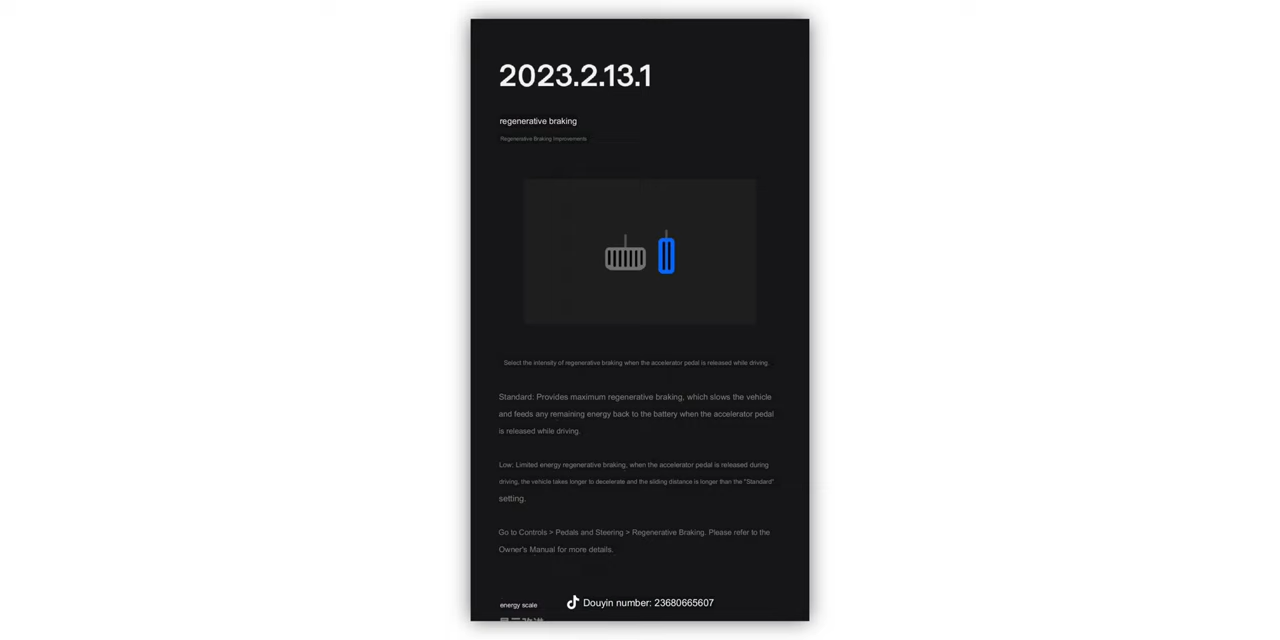 2023.2.13.1
regenerative braking
Regenerative Braking Improvements
Select the intensity of regenerative braking when the accelerator pedal is released while driving.
Standard: Provides maximum regenerative braking, which slows the vehicle
and feeds any remaining energy back to the battery when the accelerator pedal
is released while driving.
Low: Limited energy regenerative braking, when the accelerator pedal is released during
driving, the vehicle takes longer to decelerate and the sliding distance is longer than the "Standard"
setting.
Go to Controls > Pedals and Steering > Regenerative Braking. Please refer to the
Owner's Manual for more details.
energy scale
Douyin number: 23680665607